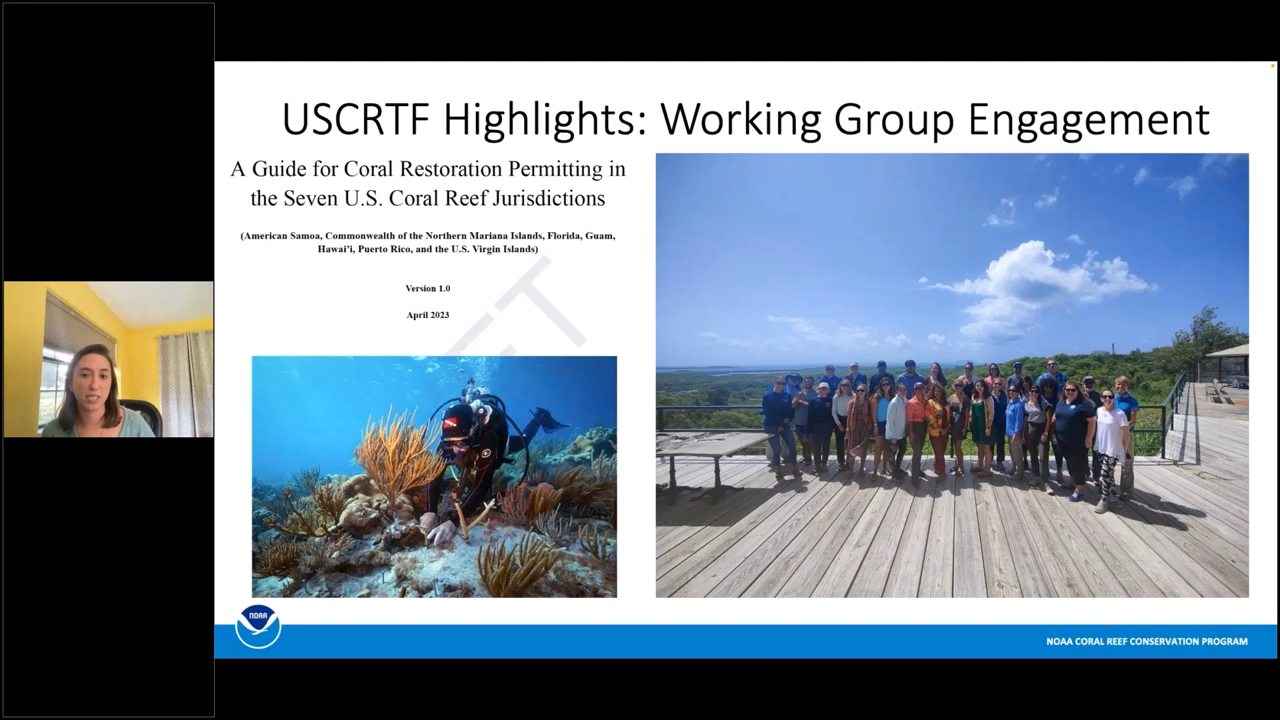 USCRTF Highlights: Working Group Engagement
A Guide for Coral Restoration Permitting in
the Seven U.S. Coral Reef Jurisdictions
(American Samoa, Commonwealth of the Northern Mariana Islands, Florida, Guam,
Hawai'i, Puerto Rico, and the U.S. Virgin Islands)
Version 1.0
April 2023
NOAA
NOAA CORAL REEF CONSERVATION PROGRAM